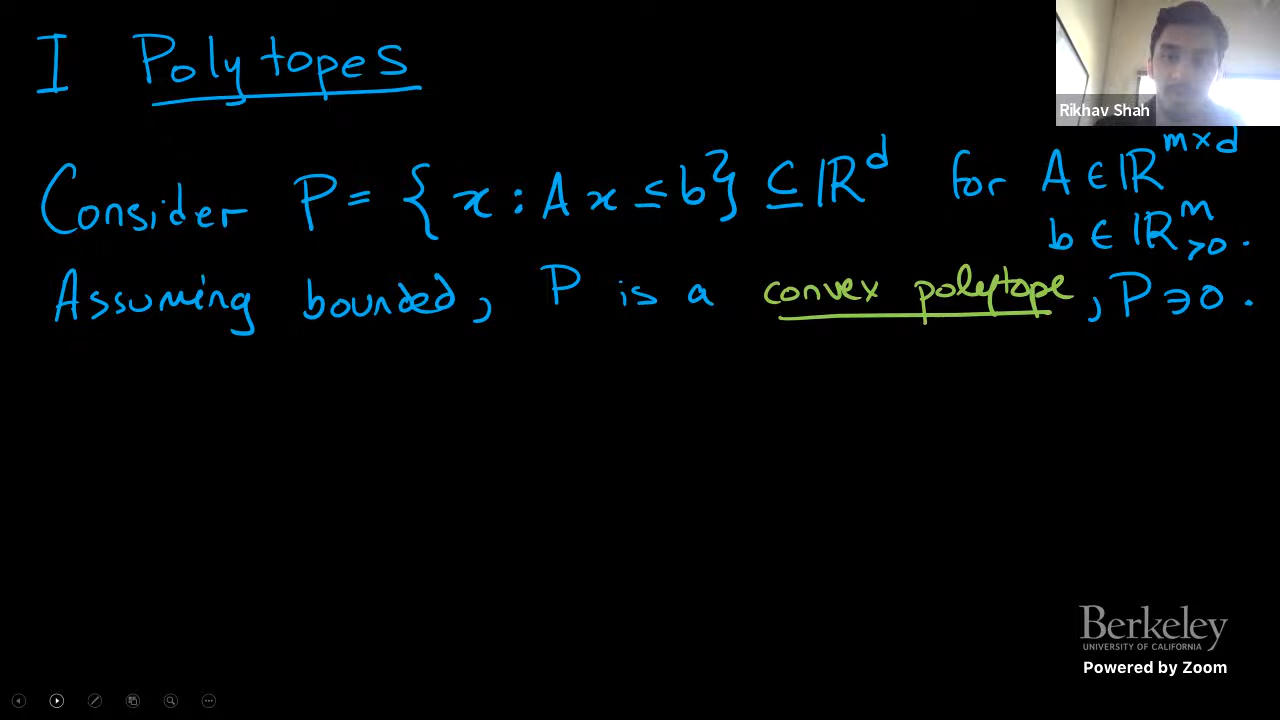 I Polytopes
Rikhav Shah
Consider P = { x : Ax ≤ b } ⊆ ℝ^d for A ∈ ℝ^{m×d}
b ∈ ℝ^m_{>0} .
Assuming bounded, P is a convex polytope, P ∋ 0 .
Berkeley
UNIVERSITY OF CALIFORNIA
Powered by Zoom